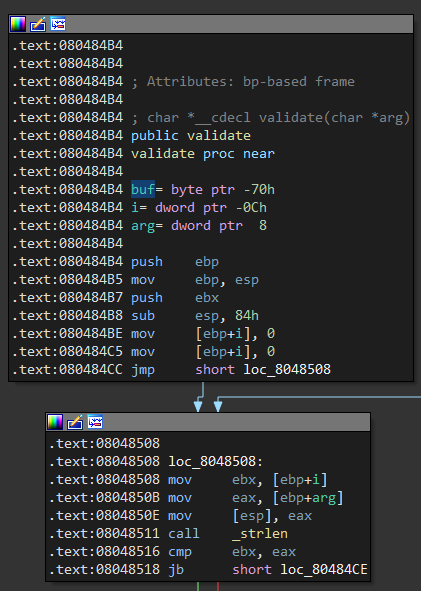 .text:080484B4
.text:080484B4
.text:080484B4 ; Attributes: bp-based frame
.text:080484B4
.text:080484B4 ; char *__cdecl validate(char *arg)
.text:080484B4 public validate
.text:080484B4 validate proc near
.text:080484B4
.text:080484B4 buf= byte ptr -70h
.text:080484B4 i= dword ptr -0Ch
.text:080484B4 arg= dword ptr  8
.text:080484B4
.text:080484B4 push    ebp
.text:080484B5 mov     ebp, esp
.text:080484B7 push    ebx
.text:080484B8 sub     esp, 84h
.text:080484BE mov     [ebp+i], 0
.text:080484C5 mov     [ebp+i], 0
.text:080484CC jmp     short loc_8048508
.text:08048508
.text:08048508 loc_8048508:
.text:08048508 mov     ebx, [ebp+i]
.text:0804850B mov     eax, [ebp+arg]
.text:0804850E mov     [esp], eax
.text:08048511 call    _strlen
.text:08048516 cmp     ebx, eax
.text:08048518 jb      short loc_80484CE